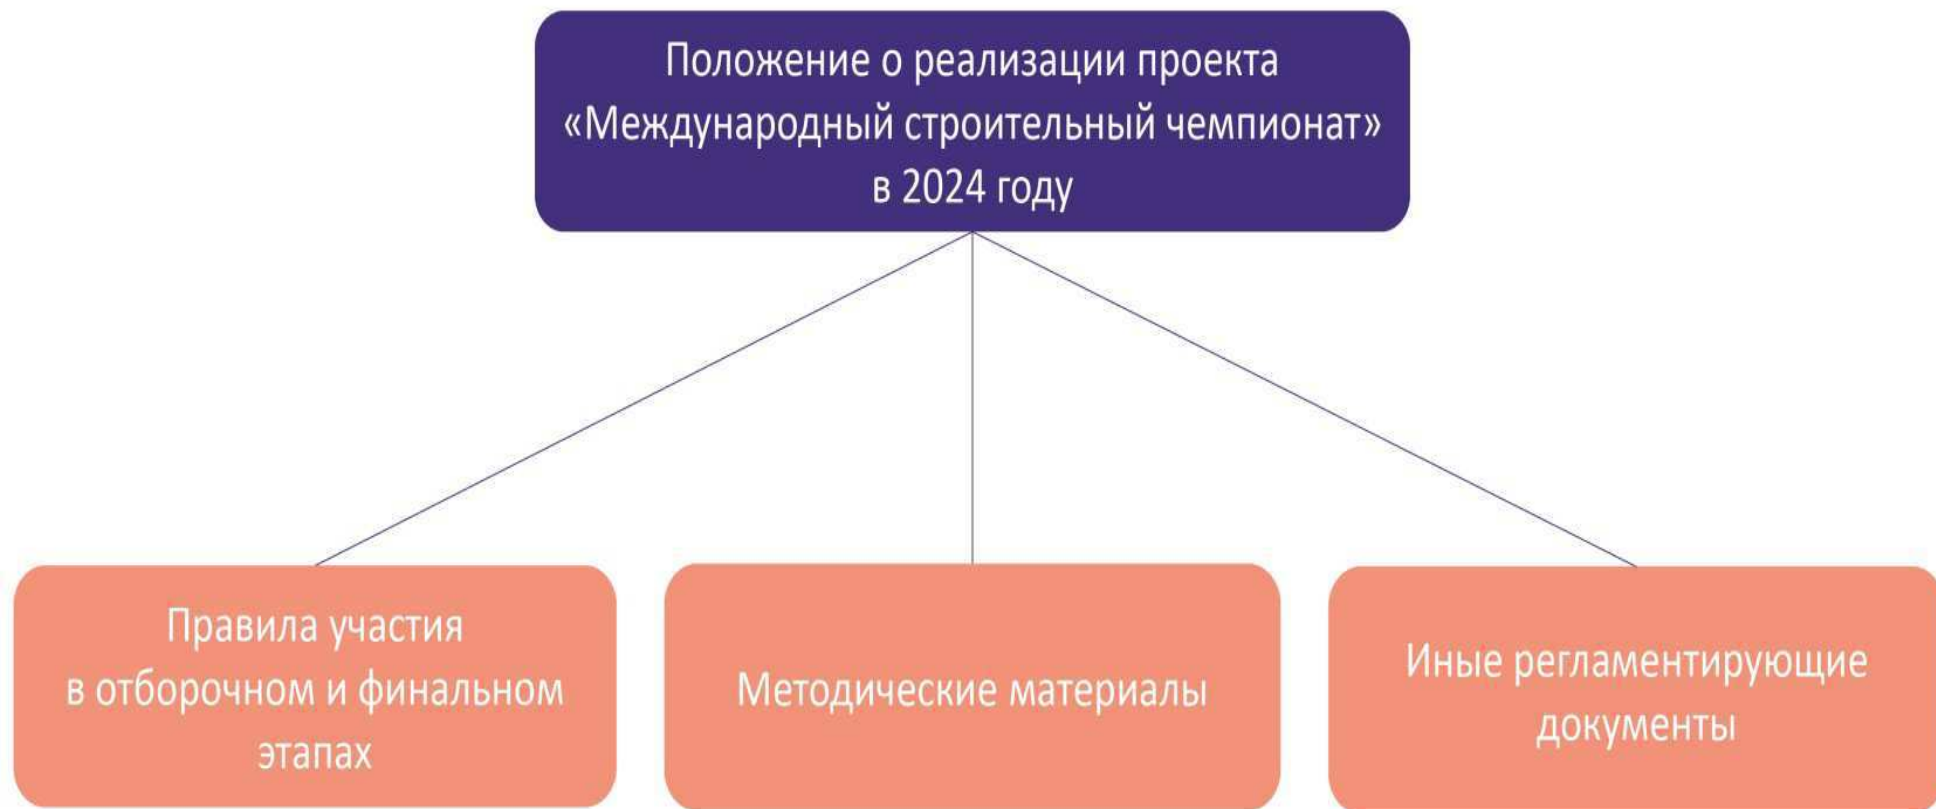 Положение о реализации проекта
«Международный строительный чемпионат»
в 2024 году
Правила участия
в отборочном и финальном
этапах
Методические материалы
Иные регламентирующие
документы